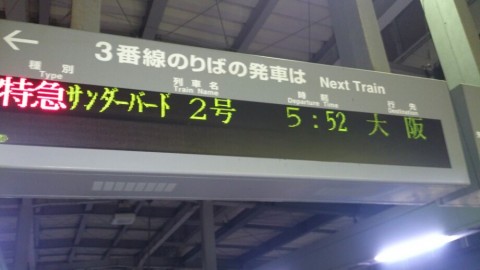 ← 3番線のりばの発車は Next Train
種別 列車名 時刻 行先
Type Train Name Departure Time Destination
特急 サンダーバード 2号 5:52 大阪